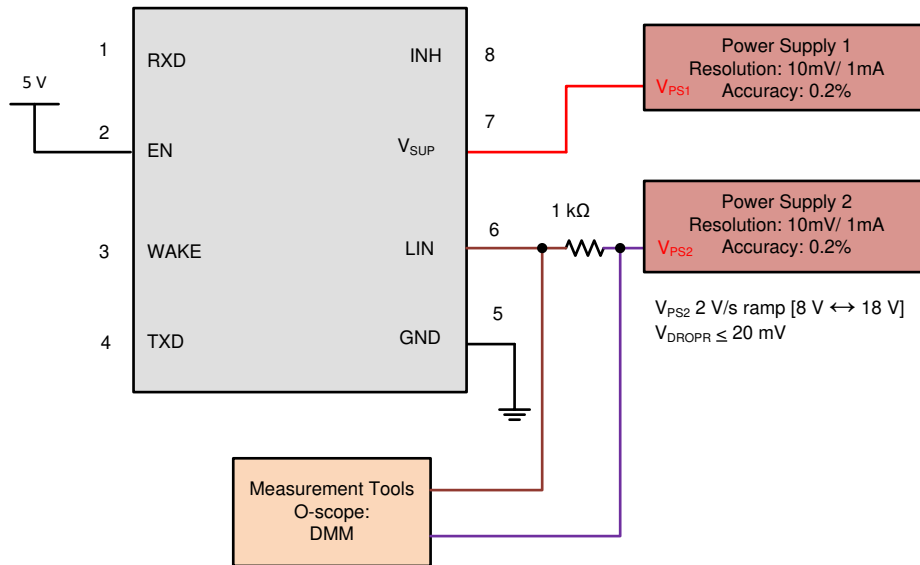 1
RXD
INH
8
Power Supply 1
Resolution: 10mV/ 1mA
Accuracy: 0.2%
VPS1
5 V
2
EN
VSUP
7
3
WAKE
LIN
6
1 kΩ
Power Supply 2
Resolution: 10mV/ 1mA
Accuracy: 0.2%
VPS2
4
TXD
GND
5
VPS2 2 V/s ramp [8 V ↔ 18 V]
VDROPR ≤ 20 mV
Measurement Tools
O-scope:
DMM